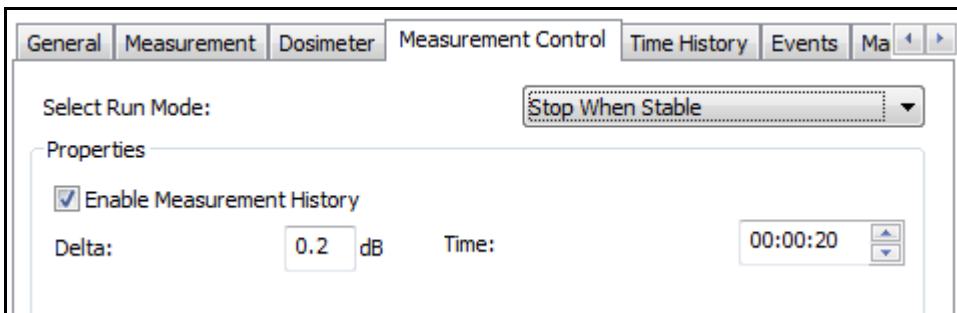 General Measurement Dosimeter Measurement Control Time History Events Ma
Select Run Mode: Stop When Stable
Properties
Enable Measurement History
Delta: 0.2 dB Time: 00:00:20